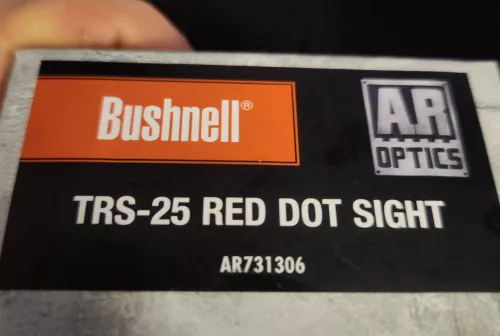 Bushnell®
AR
OPTICS
TRS-25 RED DOT SIGHT
AR731306